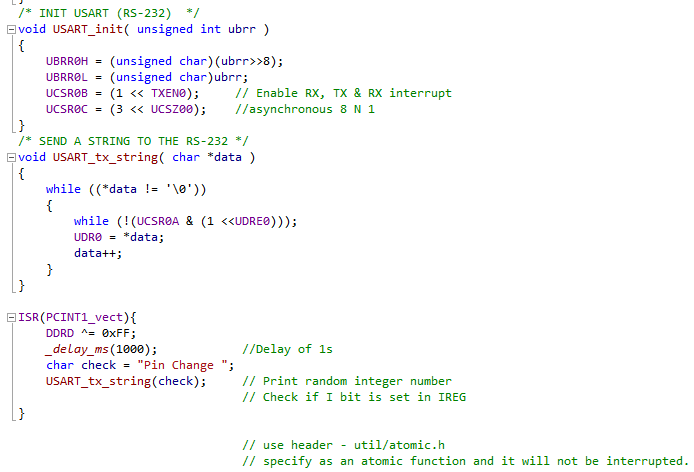 /* INIT USART (RS-232)  */
void USART_init( unsigned int ubrr )
{
    UBRR0H = (unsigned char)(ubrr>>8);
    UBRR0L = (unsigned char)ubrr;
    UCSR0B = (1 << TXEN0);     // Enable RX, TX & RX interrupt
    UCSR0C = (3 << UCSZ00);    //asynchronous 8 N 1
}
/* SEND A STRING TO THE RS-232 */
void USART_tx_string( char *data )
{
    while ((*data != '\0'))
    {
        while (!(UCSR0A & (1 <<UDRE0)));
        UDR0 = *data;
        data++;
    }
}

ISR(PCINT1_vect){
    DDRD ^= 0xFF;
    _delay_ms(1000);            //Delay of 1s
    char check = "Pin Change ";
    USART_tx_string(check);     // Print random integer number
                                // Check if I bit is set in IREG
}

                                // use header - util/atomic.h
                                // specify as an atomic function and it will not be interrupted.